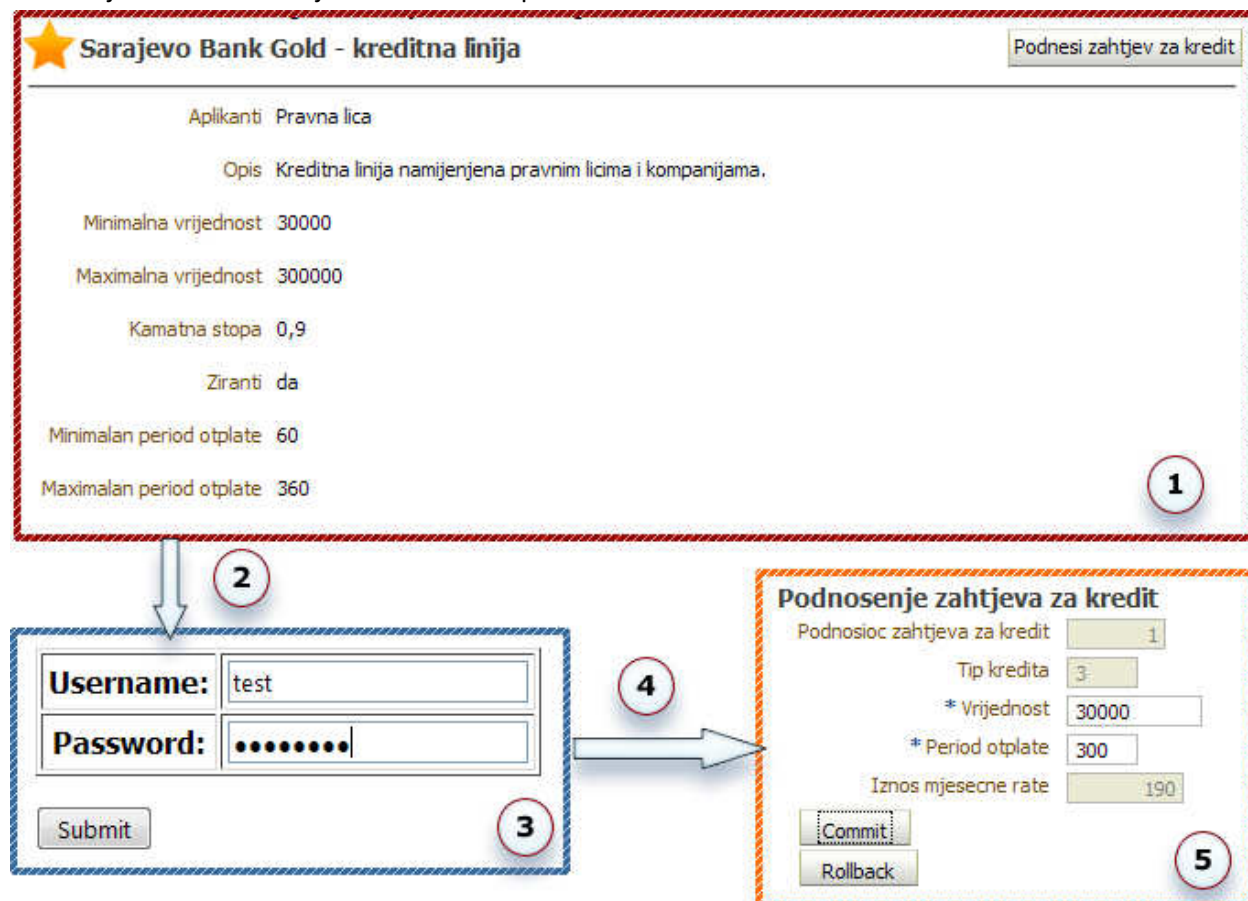 Sarajevo Bank Gold - kreditna linija
Podnesi zahtjev za kredit
Aplikanti Pravna lica
Opis Kreditna linija namijenjena pravnim licima i kompanijama.
Minimalna vrijednost 30000
Maximalna vrijednost 300000
Kamatna stopa 0,9
Ziranti da
Minimalan period otplate 60
Maximalan period otplate 360
1
2
Username: test
Password: ••••••••
Submit
3
4
Podnosenje zahtjeva za kredit
Podnosioc zahtjeva za kredit 1
Tip kredita 3
* Vrijednost 30000
* Period otplate 300
Iznos mjesecne rate 190
Commit
Rollback
5